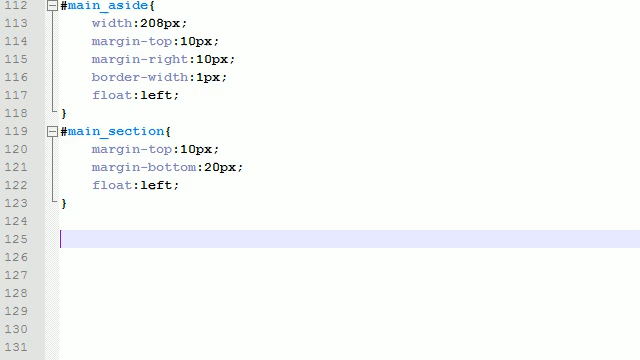 112 #main_aside{
113 width:208px;
114 margin-top:10px;
115 margin-right:10px;
116 border-width:1px;
117 float:left;
118 }
119 #main_section{
120 margin-top:10px;
121 margin-bottom:20px;
122 float:left;
123 }
124
125
126
127
128
129
130
131